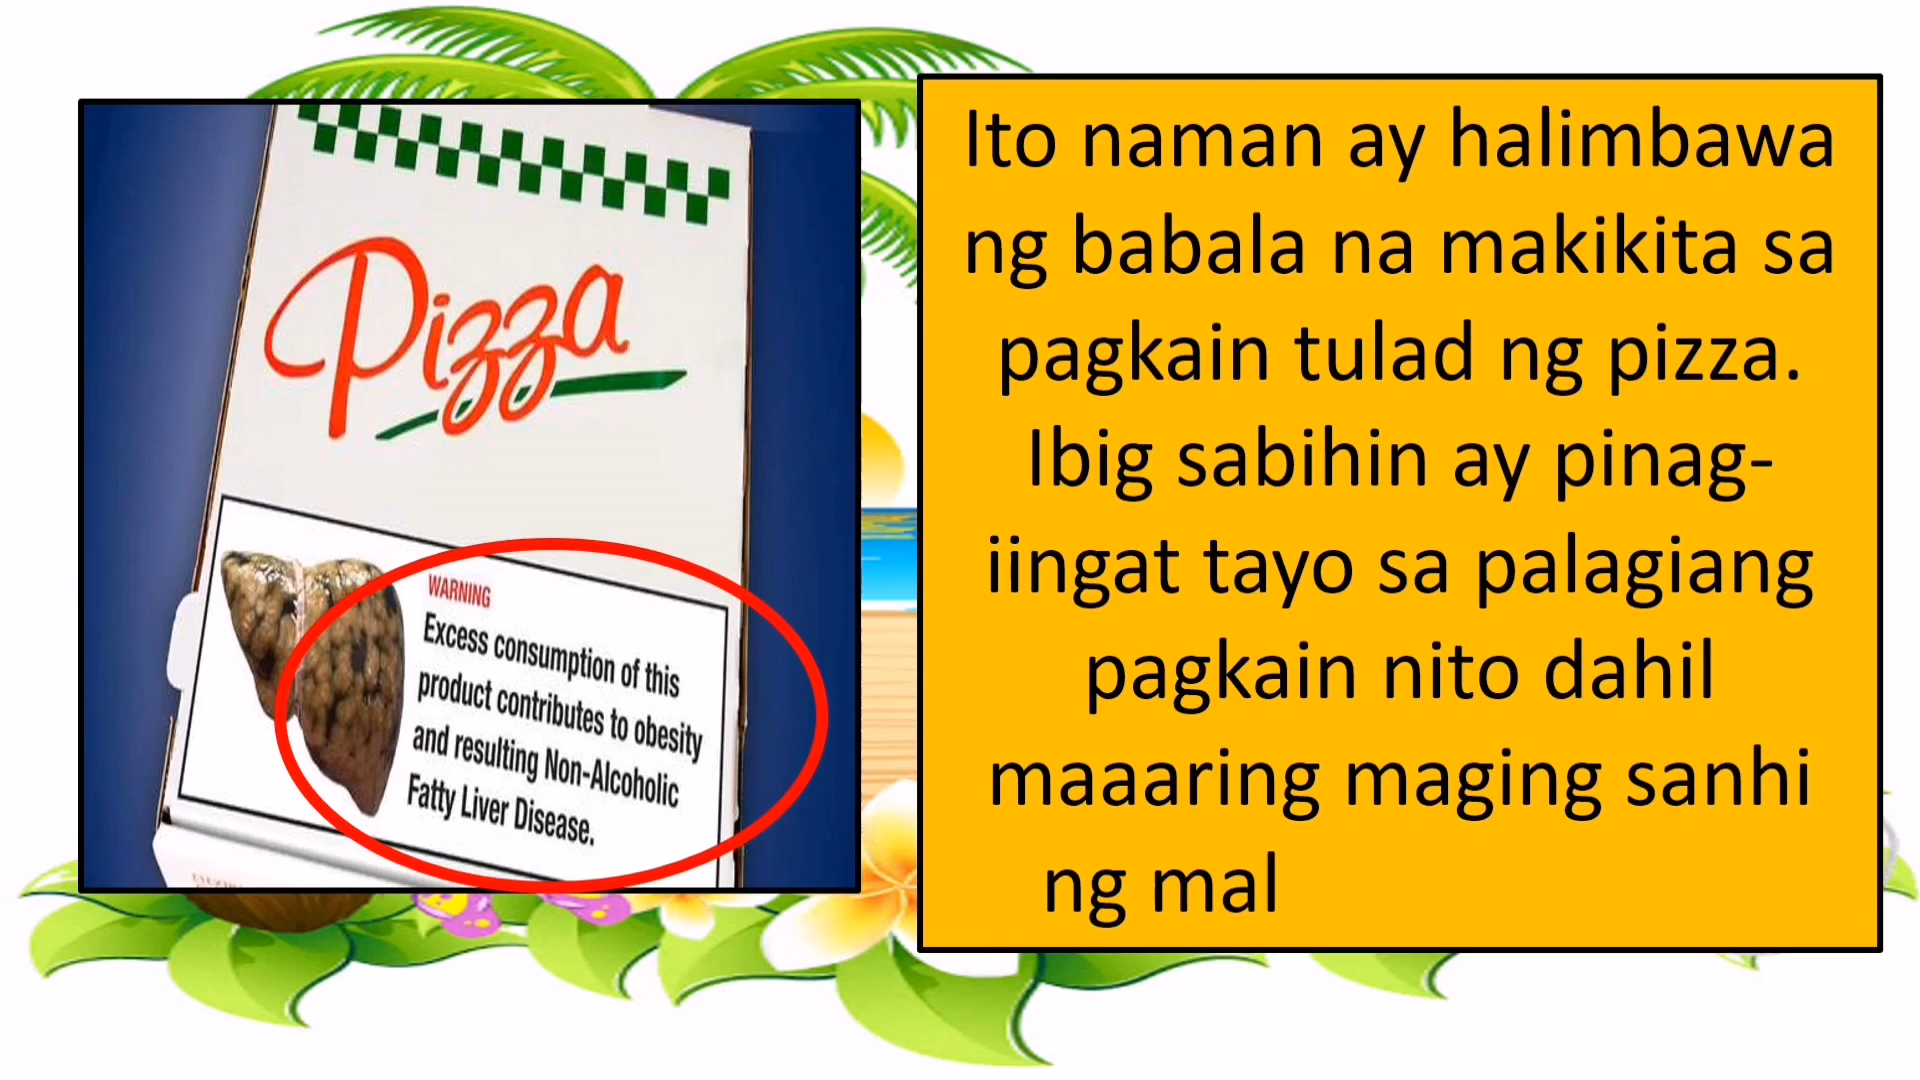 Pizza
WARNING
Excess consumption of this
product contributes to obesity
and resulting Non-Alcoholic
Fatty Liver Disease.
Ito naman ay halimbawa
ng babala na makikita sa
pagkain tulad ng pizza.
Ibig sabihin ay pinag-
iingat tayo sa palagiang
pagkain nito dahil
maaaring maging sanhi
ng mal